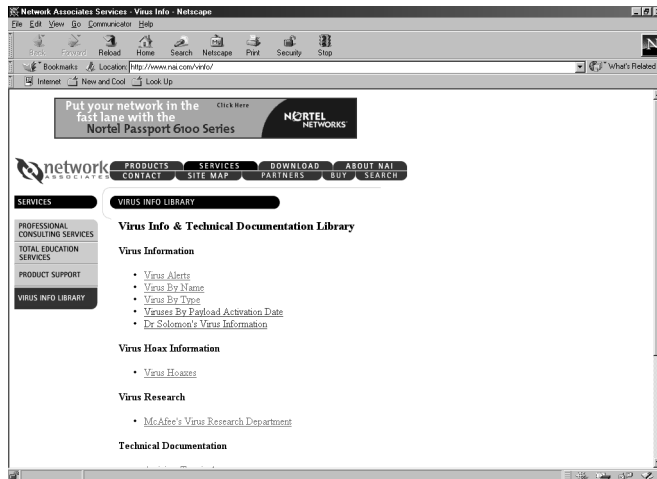 Network Associates Services - Virus Info - Netscape
File Edit View Go Communicator Help
Back Forward Reload Home Search Netscape Print Security Stop
N
Bookmarks Location: http://www.nai.com/vinfo/ What's Related
Internet New and Cool Look Up
Put your network in the
fast lane with the
Nortel Passport 6100 Series
Click Here
NORTEL
NETWORKS
network
ASSOCIATES
PRODUCTS SERVICES DOWNLOAD ABOUT NAI
CONTACT SITE MAP PARTNERS BUY SEARCH
SERVICES
PROFESSIONAL
CONSULTING SERVICES
TOTAL EDUCATION
SERVICES
PRODUCT SUPPORT
VIRUS INFO LIBRARY
VIRUS INFO LIBRARY
Virus Info & Technical Documentation Library
Virus Information
• Virus Alerts
• Virus By Name
• Virus By Type
• Viruses By Payload Activation Date
• Dr Solomon's Virus Information
Virus Hoax Information
• Virus Hoaxes
Virus Research
• McAfee's Virus Research Department
Technical Documentation